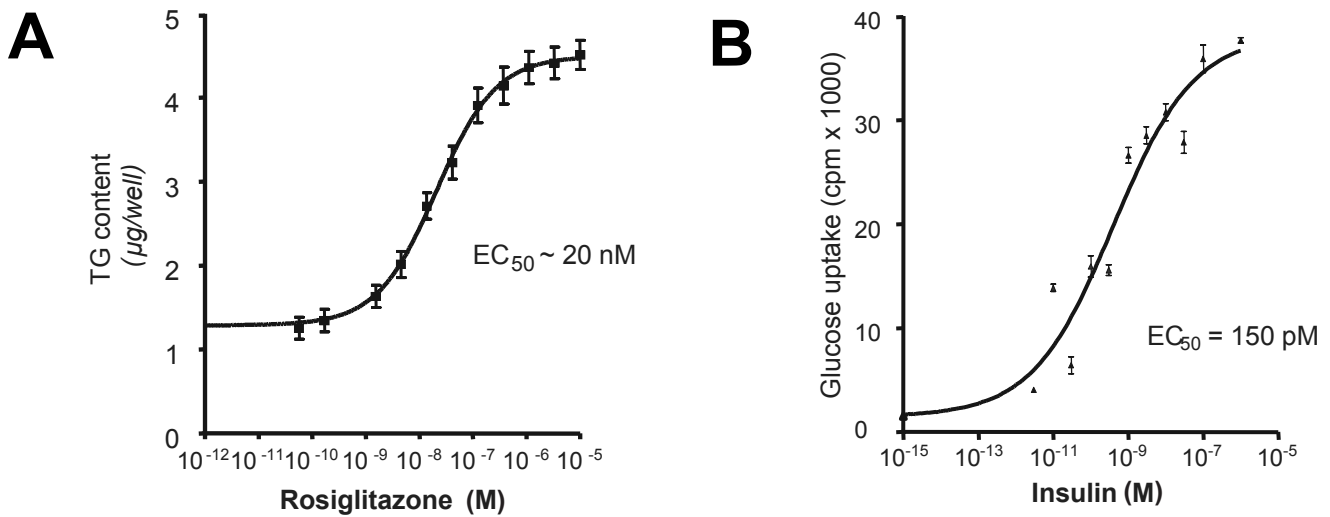 A
5
4
3
2
1
0
TG content
(µg/well)
EC50 ~ 20 nM
10-12 10-11 10-10 10-9 10-8 10-7 10-6 10-5
Rosiglitazone (M)
B
40
30
20
10
0
Glucose uptake (cpm x 1000)
EC50 = 150 pM
10-15 10-13 10-11 10-9 10-7 10-5
Insulin (M)